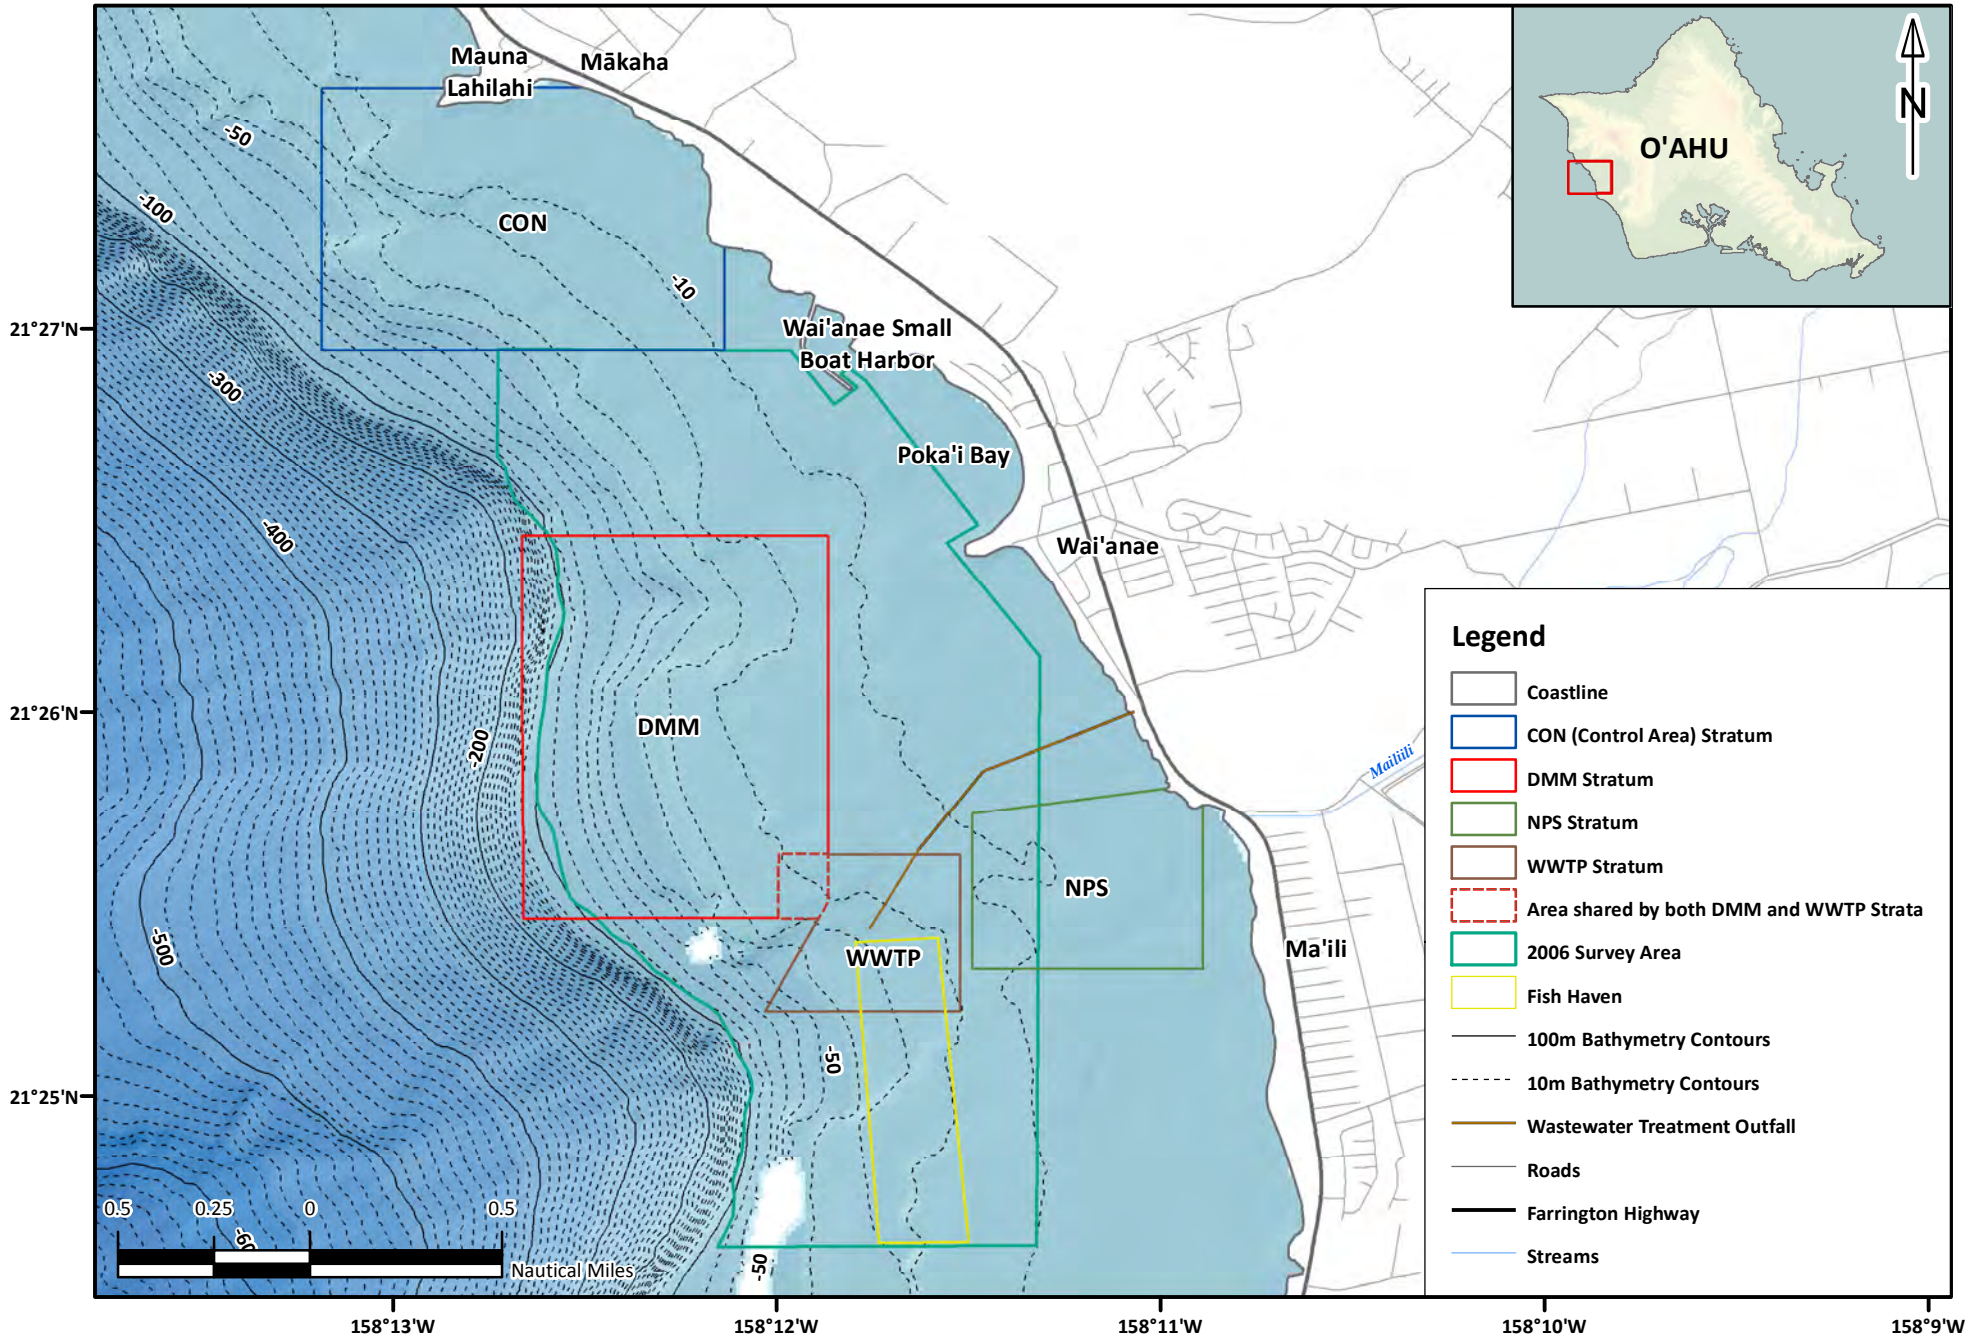 Mauna
Lahilahi
Mākaha
O'AHU
N
-50
-100
CON
-10
21°27'N
Wai'anae Small
Boat Harbor
-300
Poka'i Bay
-400
Wai'anae
Legend
Coastline
CON (Control Area) Stratum
DMM Stratum
NPS Stratum
WWTP Stratum
Area shared by both DMM and WWTP Strata
2006 Survey Area
Fish Haven
100m Bathymetry Contours
10m Bathymetry Contours
Wastewater Treatment Outfall
Roads
Farrington Highway
Streams
21°26'N
DMM
-200
Mailiili
NPS
-500
WWTP
Ma'ili
-50
21°25'N
0.5
0.25
0
0.5
-60
-50
Nautical Miles
158°13'W
158°12'W
158°11'W
158°10'W
158°9'W